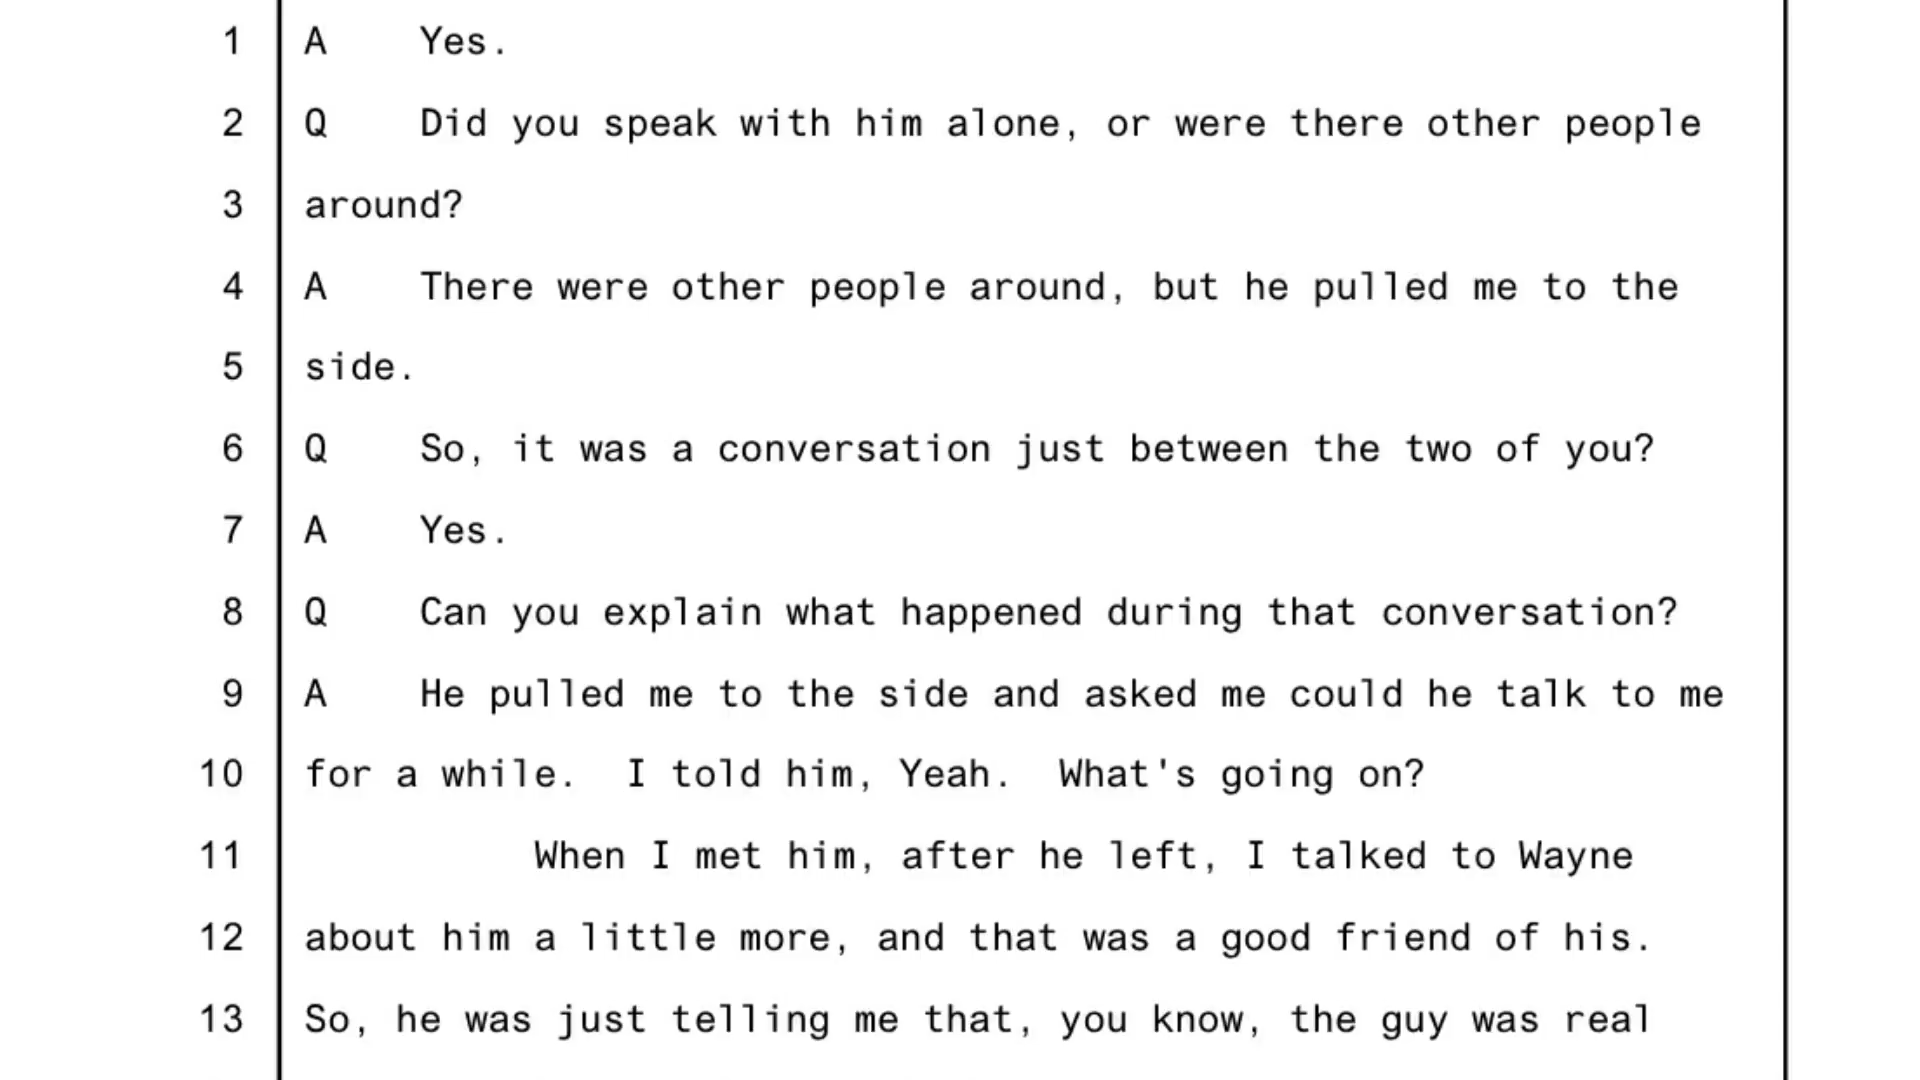 1 A Yes.
2 Q Did you speak with him alone, or were there other people
3 around?
4 A There were other people around, but he pulled me to the
5 side.
6 Q So, it was a conversation just between the two of you?
7 A Yes.
8 Q Can you explain what happened during that conversation?
9 A He pulled me to the side and asked me could he talk to me
10 for a while. I told him, Yeah. What's going on?
11 When I met him, after he left, I talked to Wayne
12 about him a little more, and that was a good friend of his.
13 So, he was just telling me that, you know, the guy was real